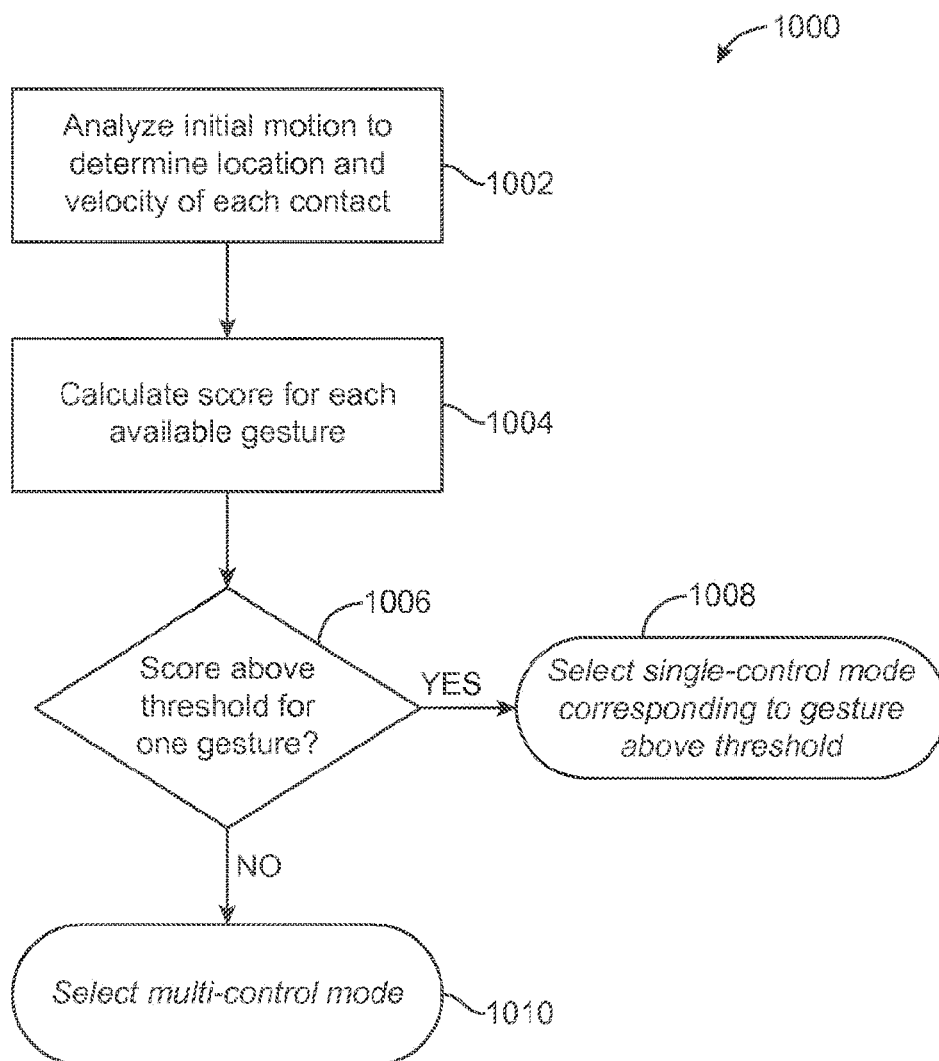 1000
Analyze initial motion to
determine location and
velocity of each contact
1002
Calculate score for each
available gesture
1004
1006
Score above
threshold for
one gesture?
YES
1008
Select single-control mode
corresponding to gesture
above threshold
NO
Select multi-control mode
1010